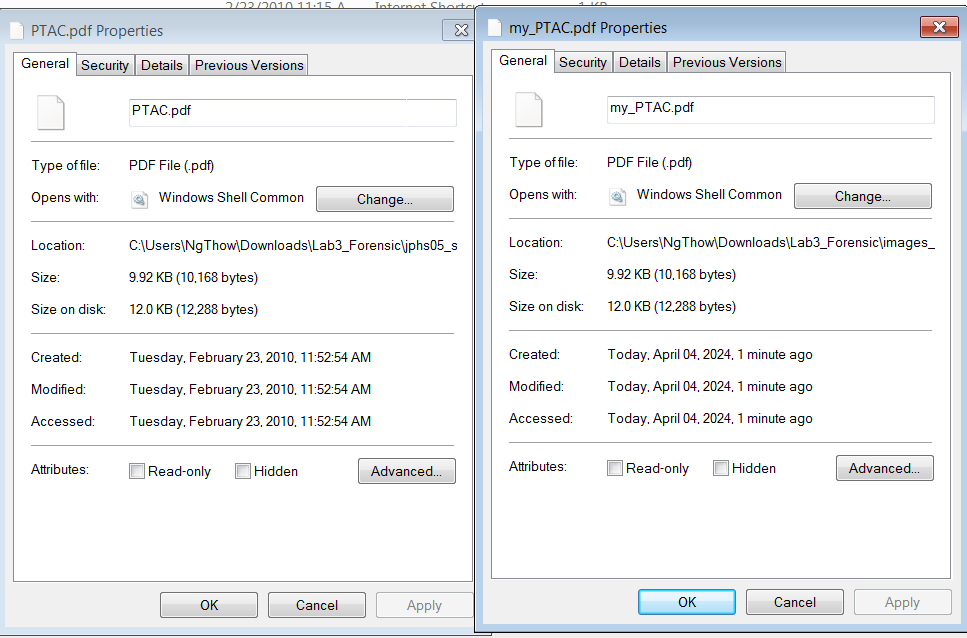 2/23/2010 11:15 A... Internet Shortcut 1 KB
PTAC.pdf Properties
General Security Details Previous Versions
PTAC.pdf
Type of file: PDF File (.pdf)
Opens with: Windows Shell Common Change...
Location: C:\Users\NgThow\Downloads\Lab3_Forensic\jphs05_s
Size: 9.92 KB (10,168 bytes)
Size on disk: 12.0 KB (12,288 bytes)
Created: Tuesday, February 23, 2010, 11:52:54 AM
Modified: Tuesday, February 23, 2010, 11:52:54 AM
Accessed: Tuesday, February 23, 2010, 11:52:54 AM
Attributes: Read-only Hidden Advanced...
OK Cancel Apply
my_PTAC.pdf Properties
General Security Details Previous Versions
my_PTAC.pdf
Type of file: PDF File (.pdf)
Opens with: Windows Shell Common Change...
Location: C:\Users\NgThow\Downloads\Lab3_Forensic\images_
Size: 9.92 KB (10,168 bytes)
Size on disk: 12.0 KB (12,288 bytes)
Created: Today, April 04, 2024, 1 minute ago
Modified: Today, April 04, 2024, 1 minute ago
Accessed: Today, April 04, 2024, 1 minute ago
Attributes: Read-only Hidden Advanced...
OK Cancel Apply